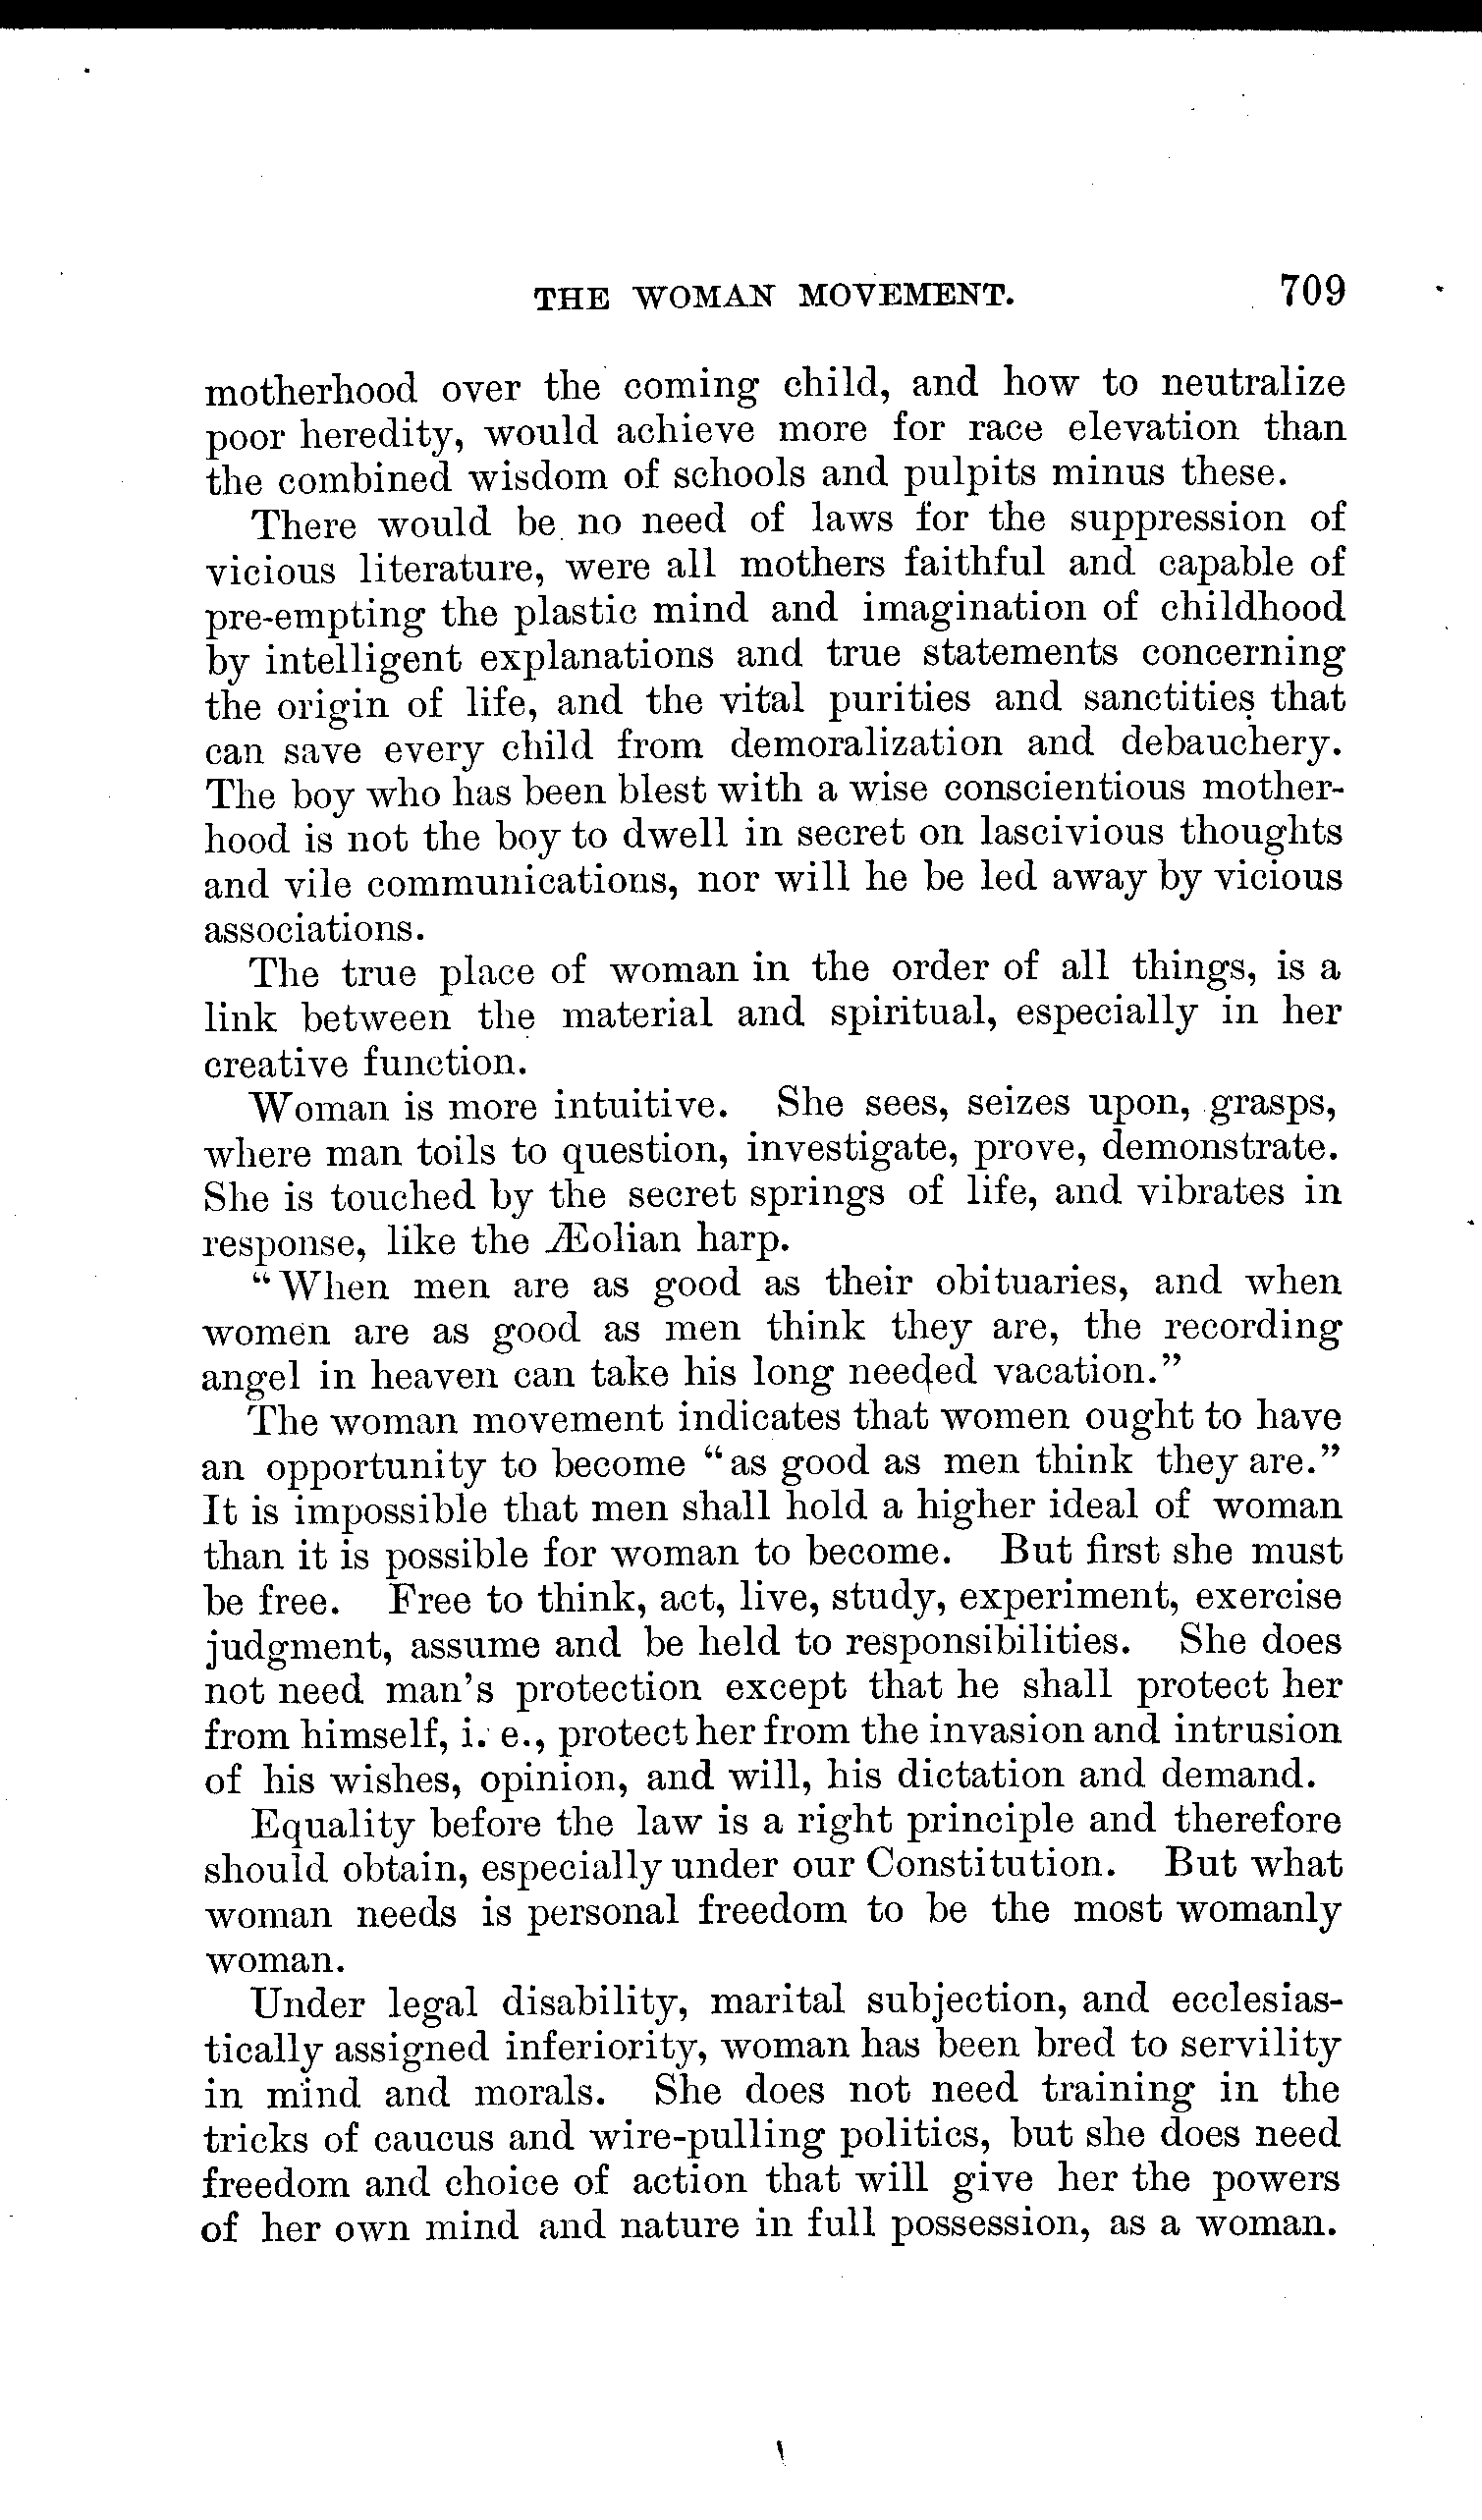 THE WOMAN MOVEMENT. 709
motherhood over the coming child, and how to neutralize
poor heredity, would achieve more for race elevation than
the combined wisdom of schools and pulpits minus these.
There would be no need of laws for the suppression of
vicious literature, were all mothers faithful and capable of
pre-empting the plastic mind and imagination of childhood
by intelligent explanations and true statements concerning
the origin of life, and the vital purities and sanctities that
can save every child from demoralization and debauchery.
The boy who has been blest with a wise conscientious mother-
hood is not the boy to dwell in secret on lascivious thoughts
and vile communications, nor will he be led away by vicious
associations.
The true place of woman in the order of all things, is a
link between the material and spiritual, especially in her
creative function.
Woman is more intuitive. She sees, seizes upon, grasps,
where man toils to question, investigate, prove, demonstrate.
She is touched by the secret springs of life, and vibrates in
response, like the Æolian harp.
“When men are as good as their obituaries, and when
women are as good as men think they are, the recording
angel in heaven can take his long needed vacation.”
The woman movement indicates that women ought to have
an opportunity to become “as good as men think they are.”
It is impossible that men shall hold a higher ideal of woman
than it is possible for woman to become. But first she must
be free. Free to think, act, live, study, experiment, exercise
judgment, assume and be held to responsibilities. She does
not need man's protection except that he shall protect her
from himself, i. e., protect her from the invasion and intrusion
of his wishes, opinion, and will, his dictation and demand.
Equality before the law is a right principle and therefore
should obtain, especially under our Constitution. But what
woman needs is personal freedom to be the most womanly
woman.
Under legal disability, marital subjection, and ecclesias-
tically assigned inferiority, woman has been bred to servility
in mind and morals. She does not need training in the
tricks of caucus and wire-pulling politics, but she does need
freedom and choice of action that will give her the powers
of her own mind and nature in full possession, as a woman.